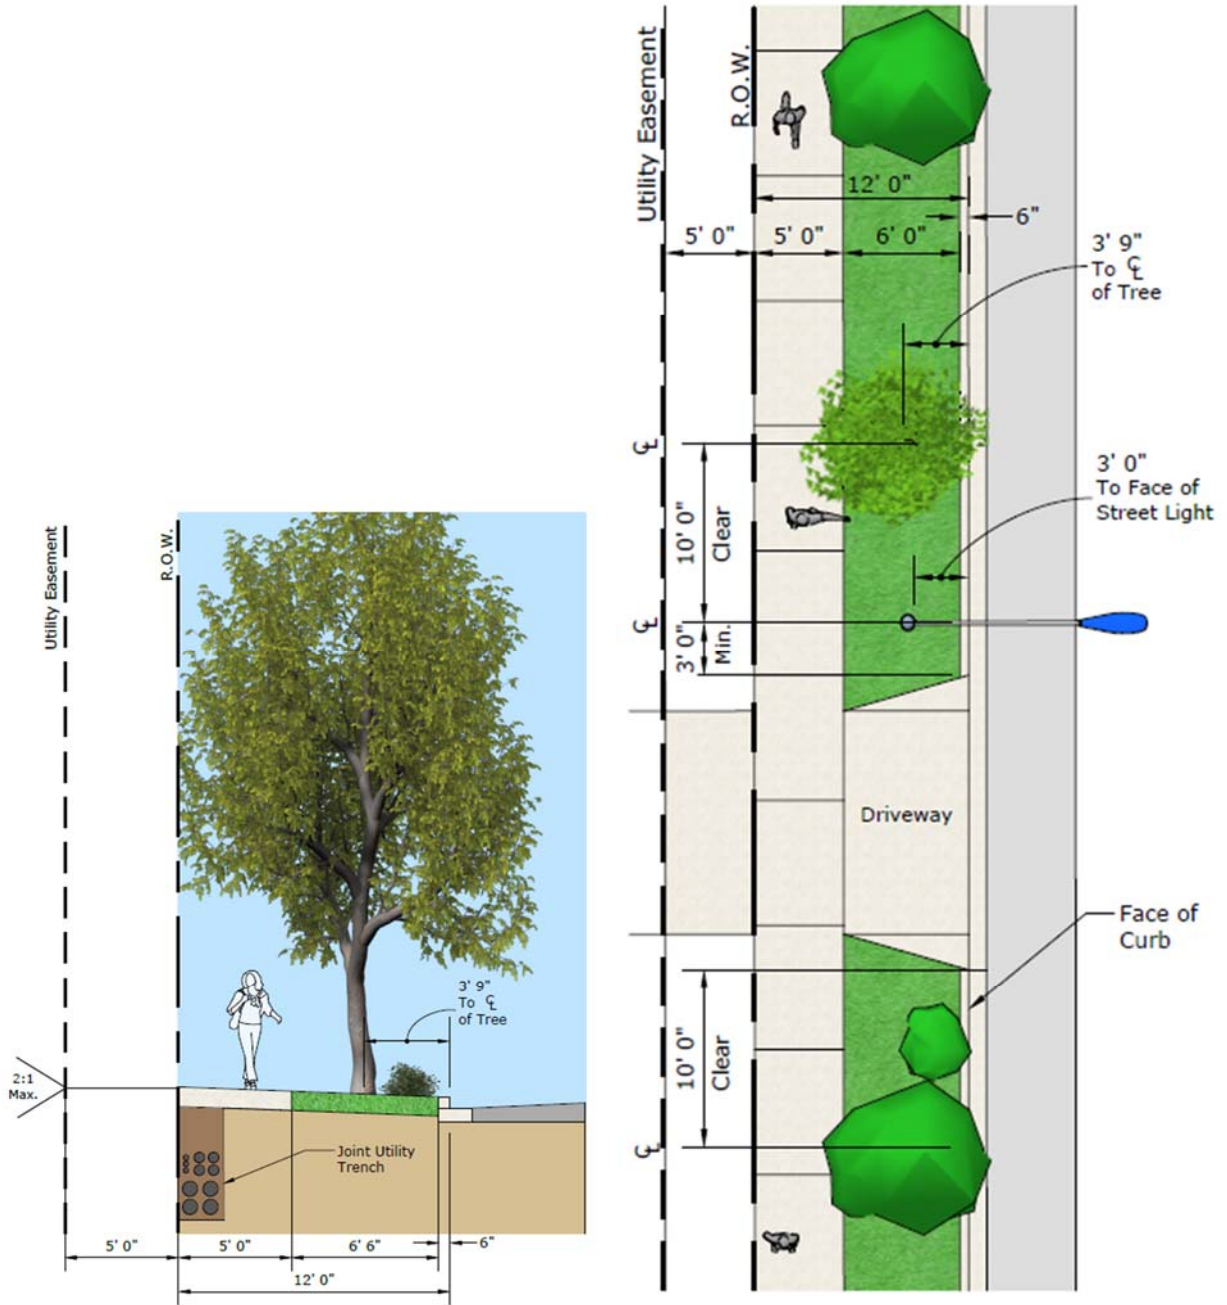 Utility Easement
R.O.W.
3' 9"
To ℄
of Tree
2:1
Max.
Joint Utility
Trench
5' 0"
5' 0"
6' 6"
6"
12' 0"
Utility Easement
R.O.W.
12' 0"
6"
5' 0"
5' 0"
6' 0"
3' 9"
To ℄
of Tree
℄
10' 0"
Clear
3' 0"
To Face of
Street Light
℄
3' 0"
Min.
Driveway
Face of
Curb
10' 0"
Clear
℄